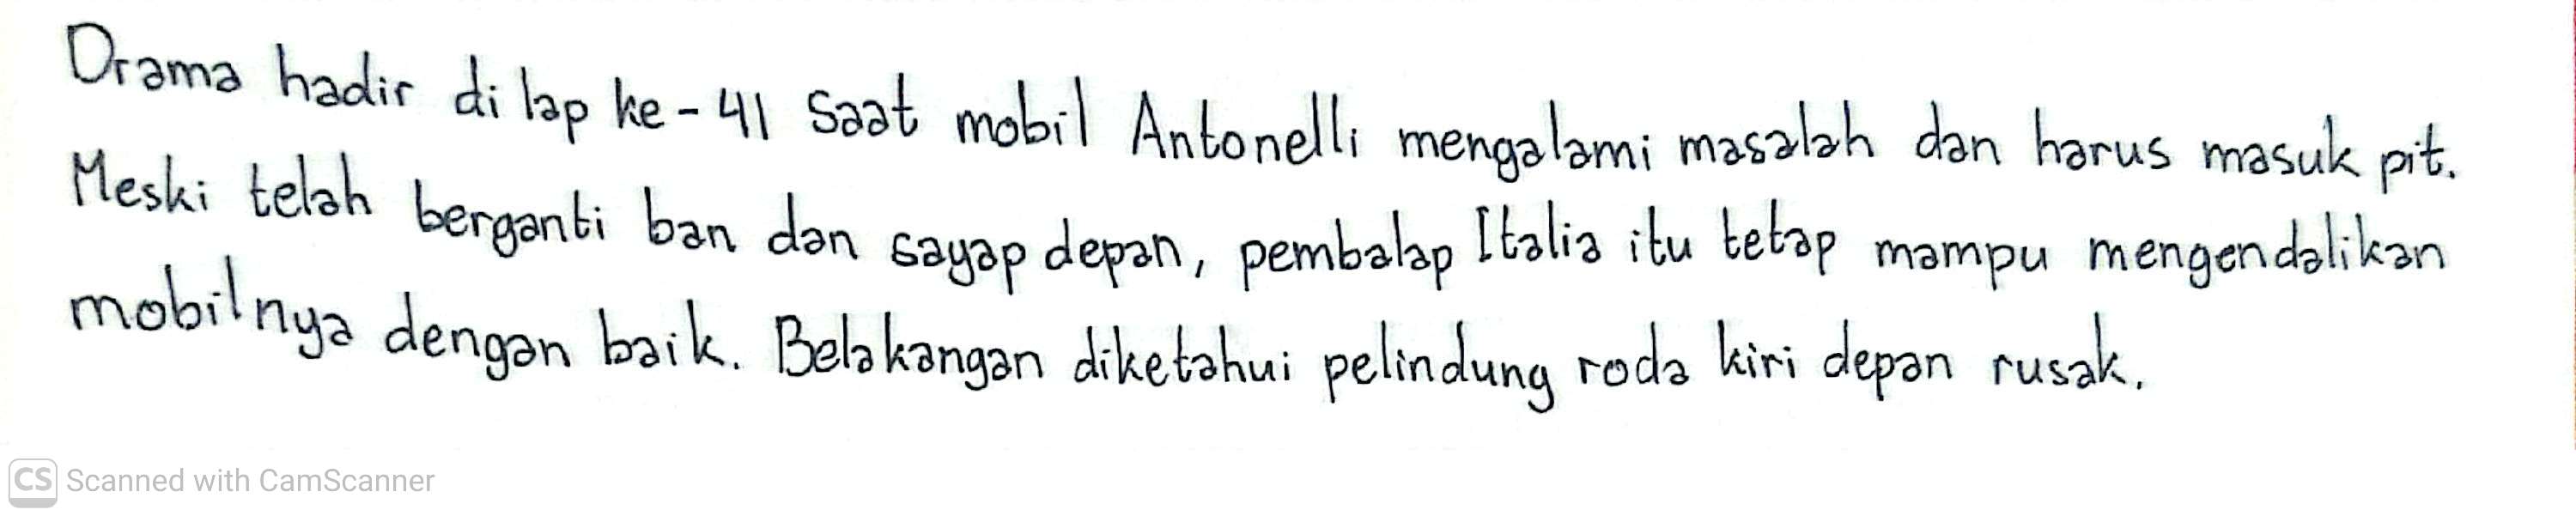 Drama hadir di lap ke-41 saat mobil Antonelli mengalami masalah dan harus masuk pit.
Meski telah berganti ban dan sayap depan, pembalap Italia itu tetap mampu mengendalikan
mobilnya dengan baik. Belakangan diketahui pelindung roda kiri depan rusak.
CS Scanned with CamScanner